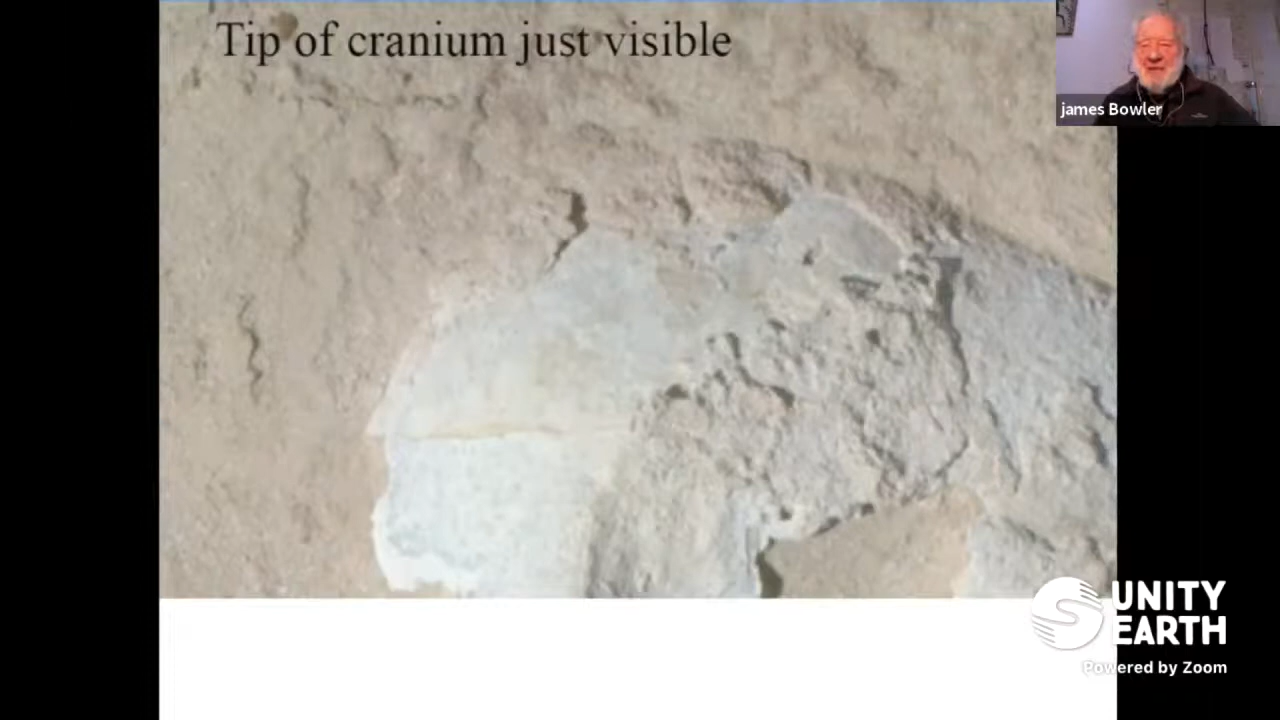 Tip of cranium just visible
james Bowler
UNITY
EARTH
Powered by Zoom